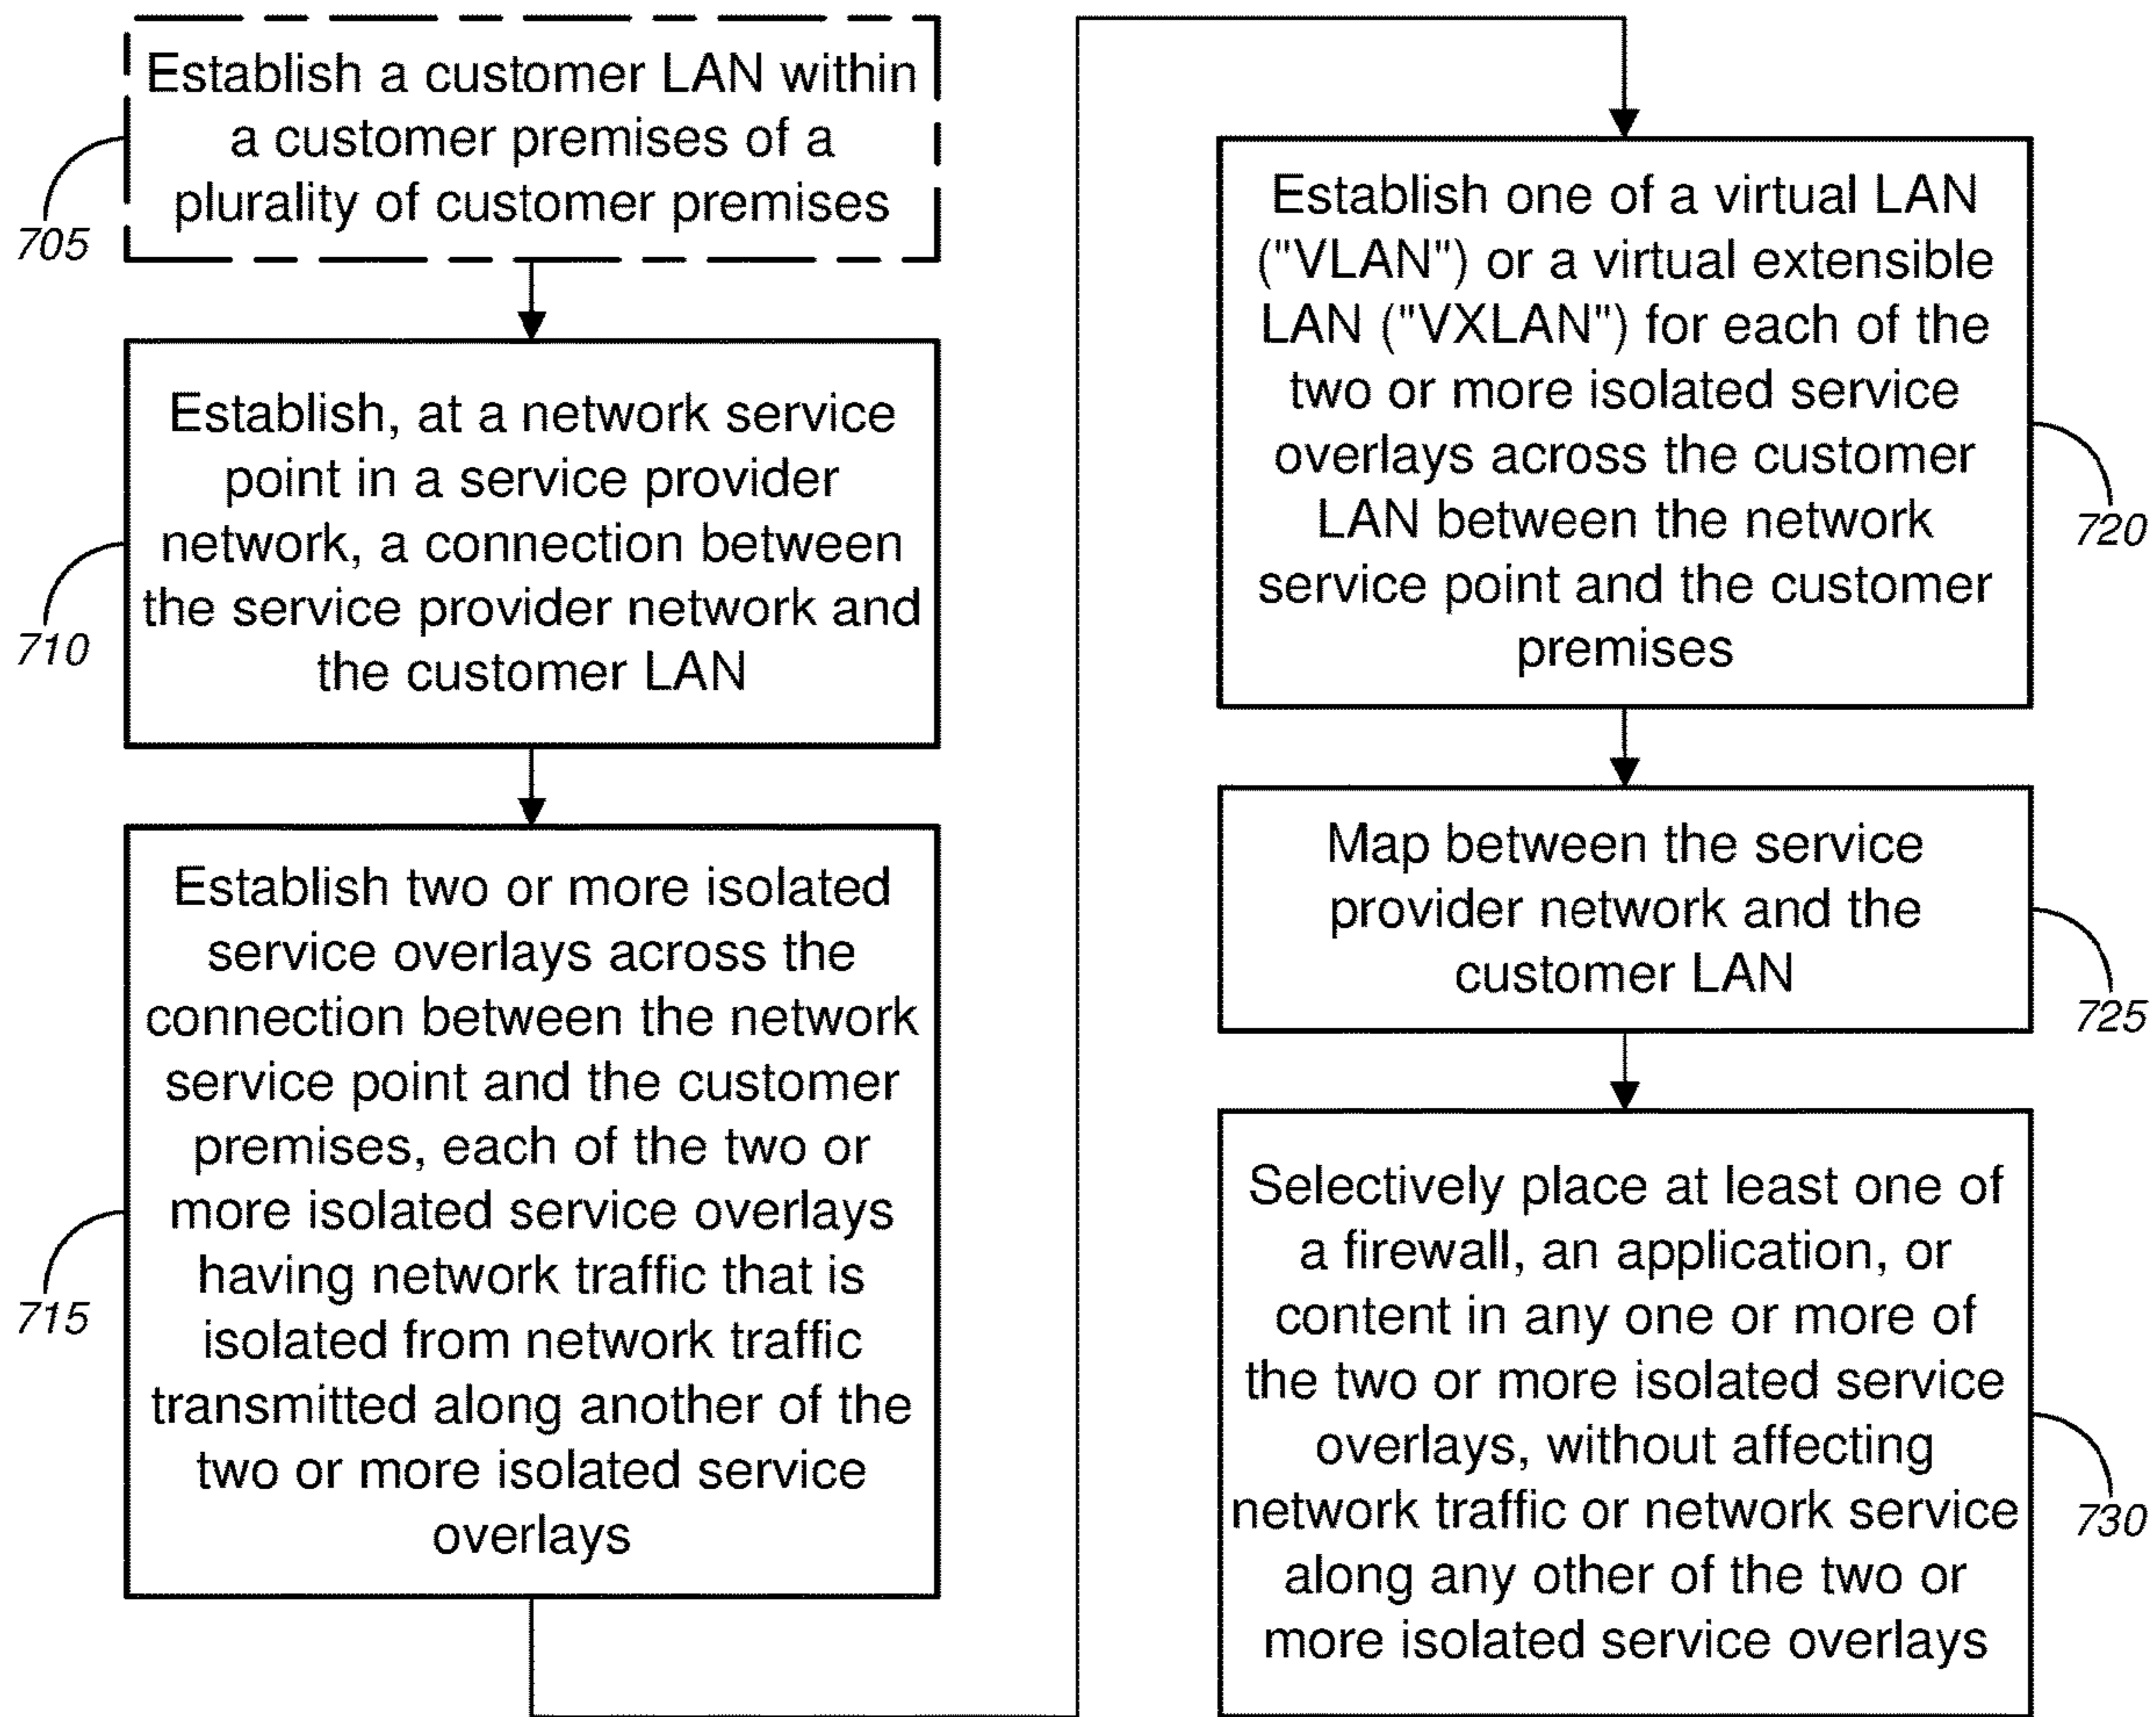 Establish a customer LAN within
a customer premises of a
plurality of customer premises
705
Establish, at a network service
point in a service provider
network, a connection between
the service provider network and
the customer LAN
710
Establish two or more isolated
service overlays across the
connection between the network
service point and the customer
premises, each of the two or
more isolated service overlays
having network traffic that is
isolated from network traffic
transmitted along another of the
two or more isolated service
overlays
715
Establish one of a virtual LAN
("VLAN") or a virtual extensible
LAN ("VXLAN") for each of the
two or more isolated service
overlays across the customer
LAN between the network
service point and the customer
premises
720
Map between the service
provider network and the
customer LAN
725
Selectively place at least one of
a firewall, an application, or
content in any one or more of
the two or more isolated service
overlays, without affecting
network traffic or network service
along any other of the two or
more isolated service overlays
730